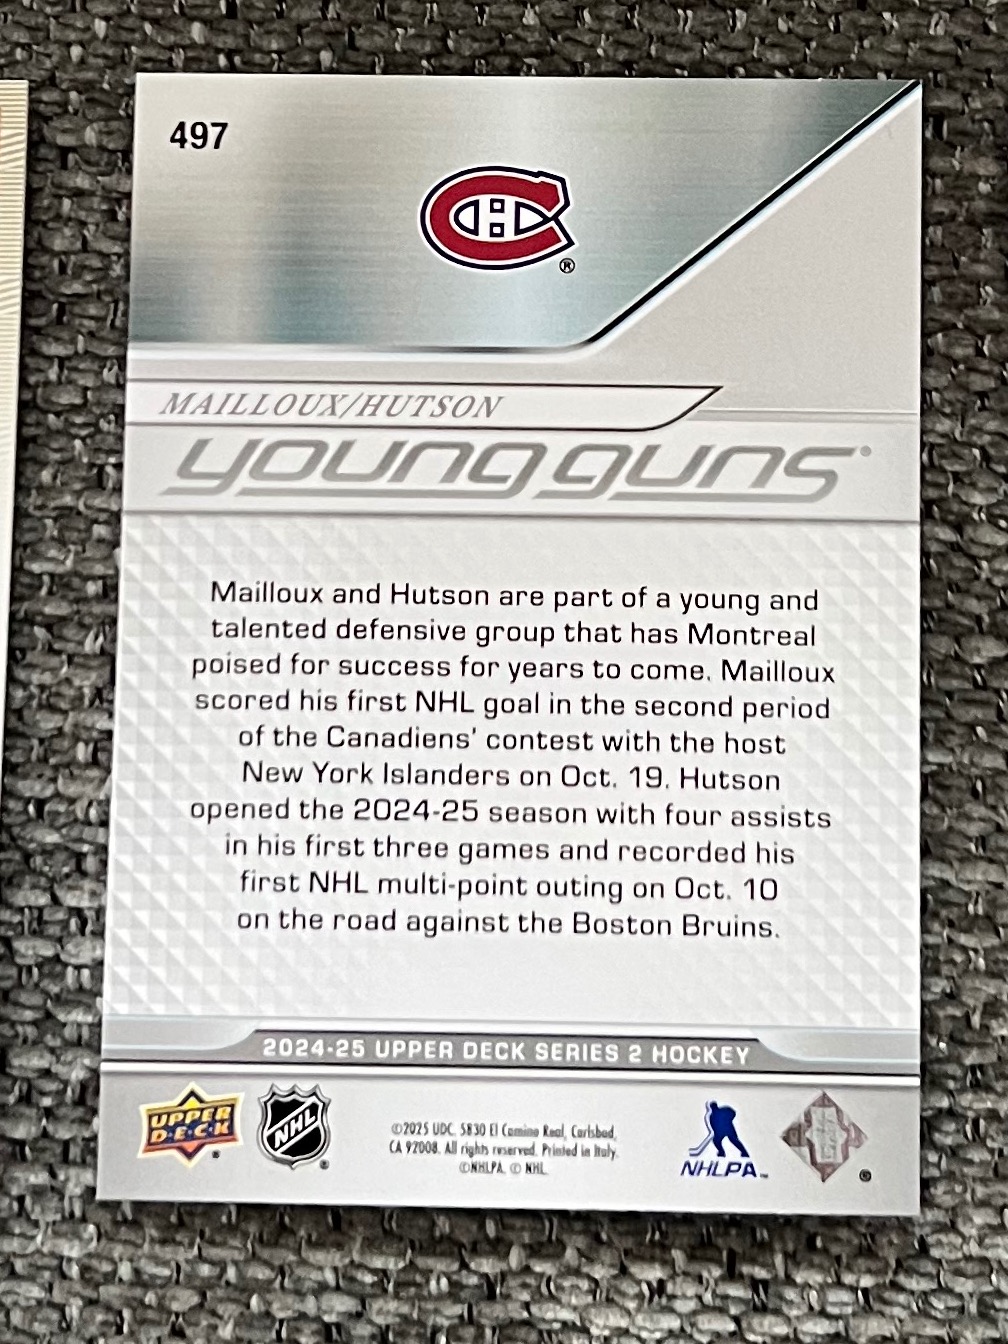 497
®
MAILLOUX/HUTSON
young guns
Mailloux and Hutson are part of a young and
talented defensive group that has Montreal
poised for success for years to come. Mailloux
scored his first NHL goal in the second period
of the Canadiens' contest with the host
New York Islanders on Oct. 19. Hutson
opened the 2024-25 season with four assists
in his first three games and recorded his
first NHL multi-point outing on Oct. 10
on the road against the Boston Bruins.
2024-25 UPPER DECK SERIES 2 HOCKEY
UPPER
DECK
NHL
©2025 UDC. 5830 El Camino Real, Carlsbad,
CA 92008. All rights reserved. Printed in Italy.
©NHLPA. © NHL.
NHLPA™